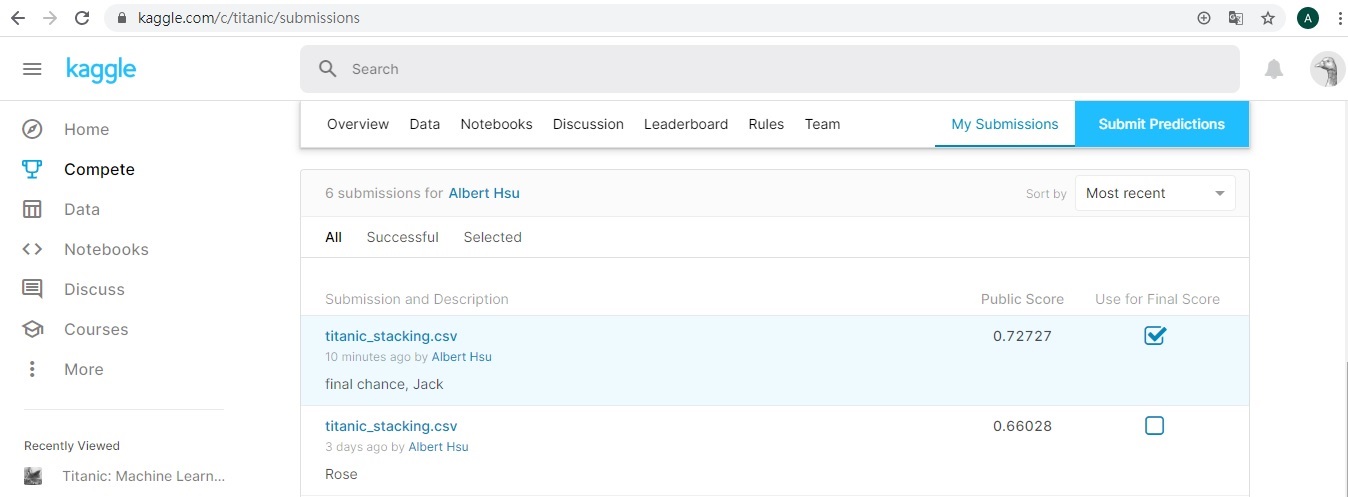 kaggle.com/c/titanic/submissions
A
kaggle
Search
Home
Compete
Data
Notebooks
Discuss
Courses
More
Recently Viewed
Titanic: Machine Learn...
Overview Data Notebooks Discussion Leaderboard Rules Team My Submissions Submit Predictions
6 submissions for Albert Hsu Sort by Most recent
All Successful Selected
Submission and Description Public Score Use for Final Score
titanic_stacking.csv 0.72727
10 minutes ago by Albert Hsu
final chance, Jack
titanic_stacking.csv 0.66028
3 days ago by Albert Hsu
Rose